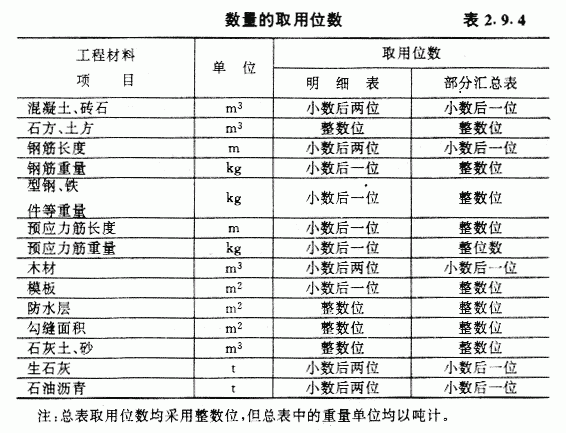 数量的取用位数 表2.9.4
工程材料 项目 单位 取用位数
明细表 部分汇总表
混凝土、砖石 m³ 小数后两位 小数后一位
石方、土方 m³ 整数位 整数位
钢筋长度 m 小数后两位 小数后一位
钢筋重量 kg 小数后一位 整数位
型钢、铁
件等重量 kg 小数后一位 整数位
预应力筋长度 m 小数后一位 整数位
预应力筋重量 kg 小数后一位 整位数
木材 m³ 小数后两位 小数后一位
模板 m² 小数后一位 整数位
防水层 m² 整数位 整数位
勾缝面积 m² 整数位 整数位
石灰土、砂 m³ 整数位 整数位
生石灰 t 小数后两位 小数后一位
石油沥青 t 小数后两位 小数后一位
注:总表取用位数均采用整数位,但总表中的重量单位均以吨计。